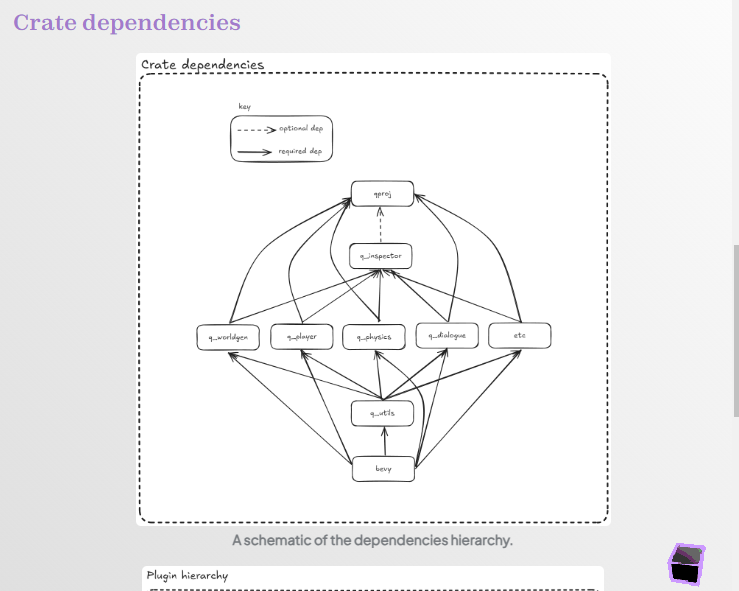 Crate dependencies
Crate dependencies
key
optional dep
required dep
qproj
q_inspector
q_worldgen
q_player
q_physics
q_dialogue
etc
q_utils
bevy
A schematic of the dependencies hierarchy.
Plugin hierarchy